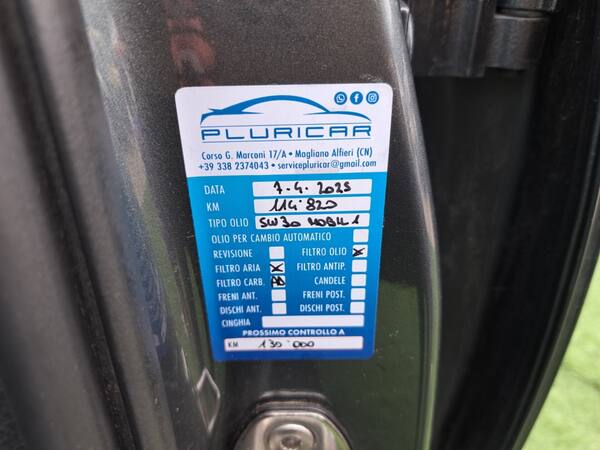 PLURICAR
Corso G. Marconi 17/A • Magliano Alfieri (CN)
+39 338 2374043 • servicepluricar@gmail.com
DATA 7-4-2025
KM 114'820
TIPO OLIO 5W30 MOBIL 1
OLIO PER CAMBIO AUTOMATICO
REVISIONE FILTRO OLIO X
FILTRO ARIA X FILTRO ANTIP.
FILTRO CARB. CANDELE
FRENI ANT. FRENI POST.
DISCHI ANT. DISCHI POST.
CINGHIA
PROSSIMO CONTROLLO A
KM 130'000